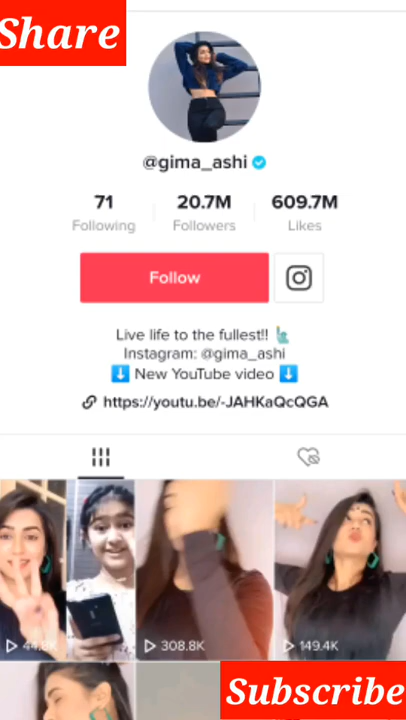 Share
@gima_ashi
71
20.7M
609.7M
Following
Followers
Likes
Follow
Live life to the fullest!!
Instagram: @gima_ashi
New YouTube video
https://youtu.be/-JAHKaQcQGA
308.8K
149.4K
Subscribe